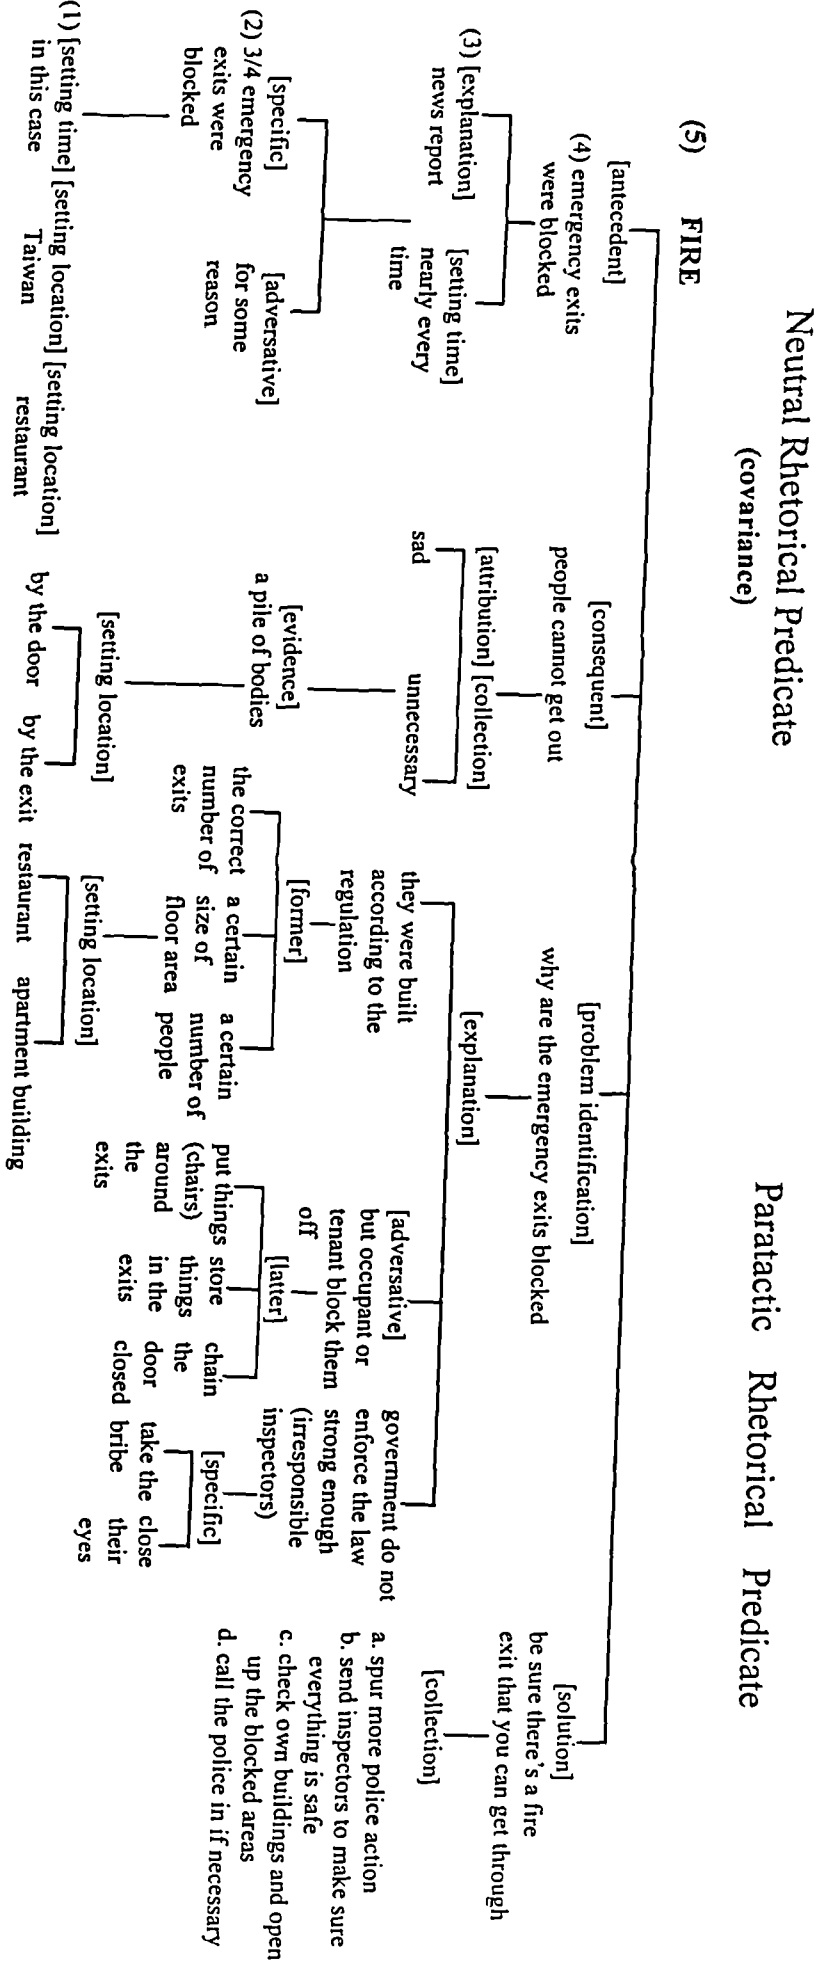 Neutral Rhetorical Predicate
(covariance)
Paratactic Rhetorical Predicate
(5) FIRE
[antecedent]
(4) emergency exits
were blocked
(3) [explanation]
news report
[setting time]
nearly every
time
[specific]
(2) 3/4 emergency
exits were
blocked
[adversative]
for some
reason
(1) [setting time] [setting location] [setting location]
in this case Taiwan restaurant
[consequent]
people cannot get out
[attribution] [collection]
sad unnecessary
[evidence]
a pile of bodies
[setting location]
by the door by the exit
[problem identification]
why are the emergency exits blocked
[explanation]
they were built
according to the
regulation
[former]
the correct
number of
exits
a certain
size of
floor area
a certain
number of
people
[setting location]
restaurant apartment building
[adversative]
but occupant or
tenant block them
off
[latter]
put things
(chairs)
around
the
exits
store
things
in the
exits
chain
the
door
closed
government do not
enforce the law
strong enough
(irresponsible
inspectors)
[specific]
take the
bribe
close
their
eyes
[solution]
be sure there's a fire
exit that you can get through
[collection]
a. spur more police action
b. send inspectors to make sure
everything is safe
c. check own buildings and open
up the blocked areas
d. call the police in if necessary